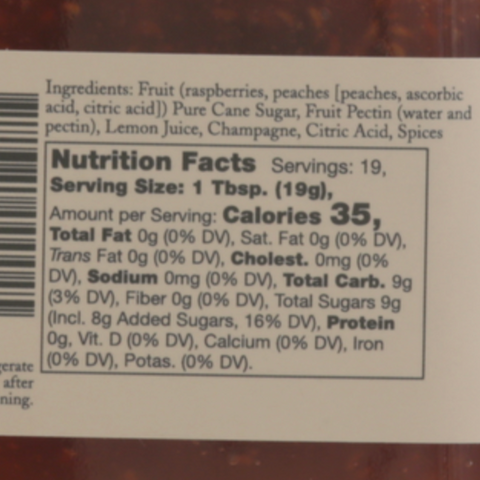 Ingredients: Fruit (raspberries, peaches [peaches, ascorbic
acid, citric acid]) Pure Cane Sugar, Fruit Pectin (water and
pectin), Lemon Juice, Champagne, Citric Acid, Spices
Nutrition Facts Servings: 19,
Serving Size: 1 Tbsp. (19g),
Amount per Serving: Calories 35,
Total Fat 0g (0% DV), Sat. Fat 0g (0% DV),
Trans Fat 0g (0% DV), Cholest. 0mg (0%
DV), Sodium 0mg (0% DV), Total Carb. 9g
(3% DV), Fiber 0g (0% DV), Total Sugars 9g
(Incl. 8g Added Sugars, 16% DV), Protein
0g, Vit. D (0% DV), Calcium (0% DV), Iron
(0% DV), Potas. (0% DV).
gerate
after
ning.